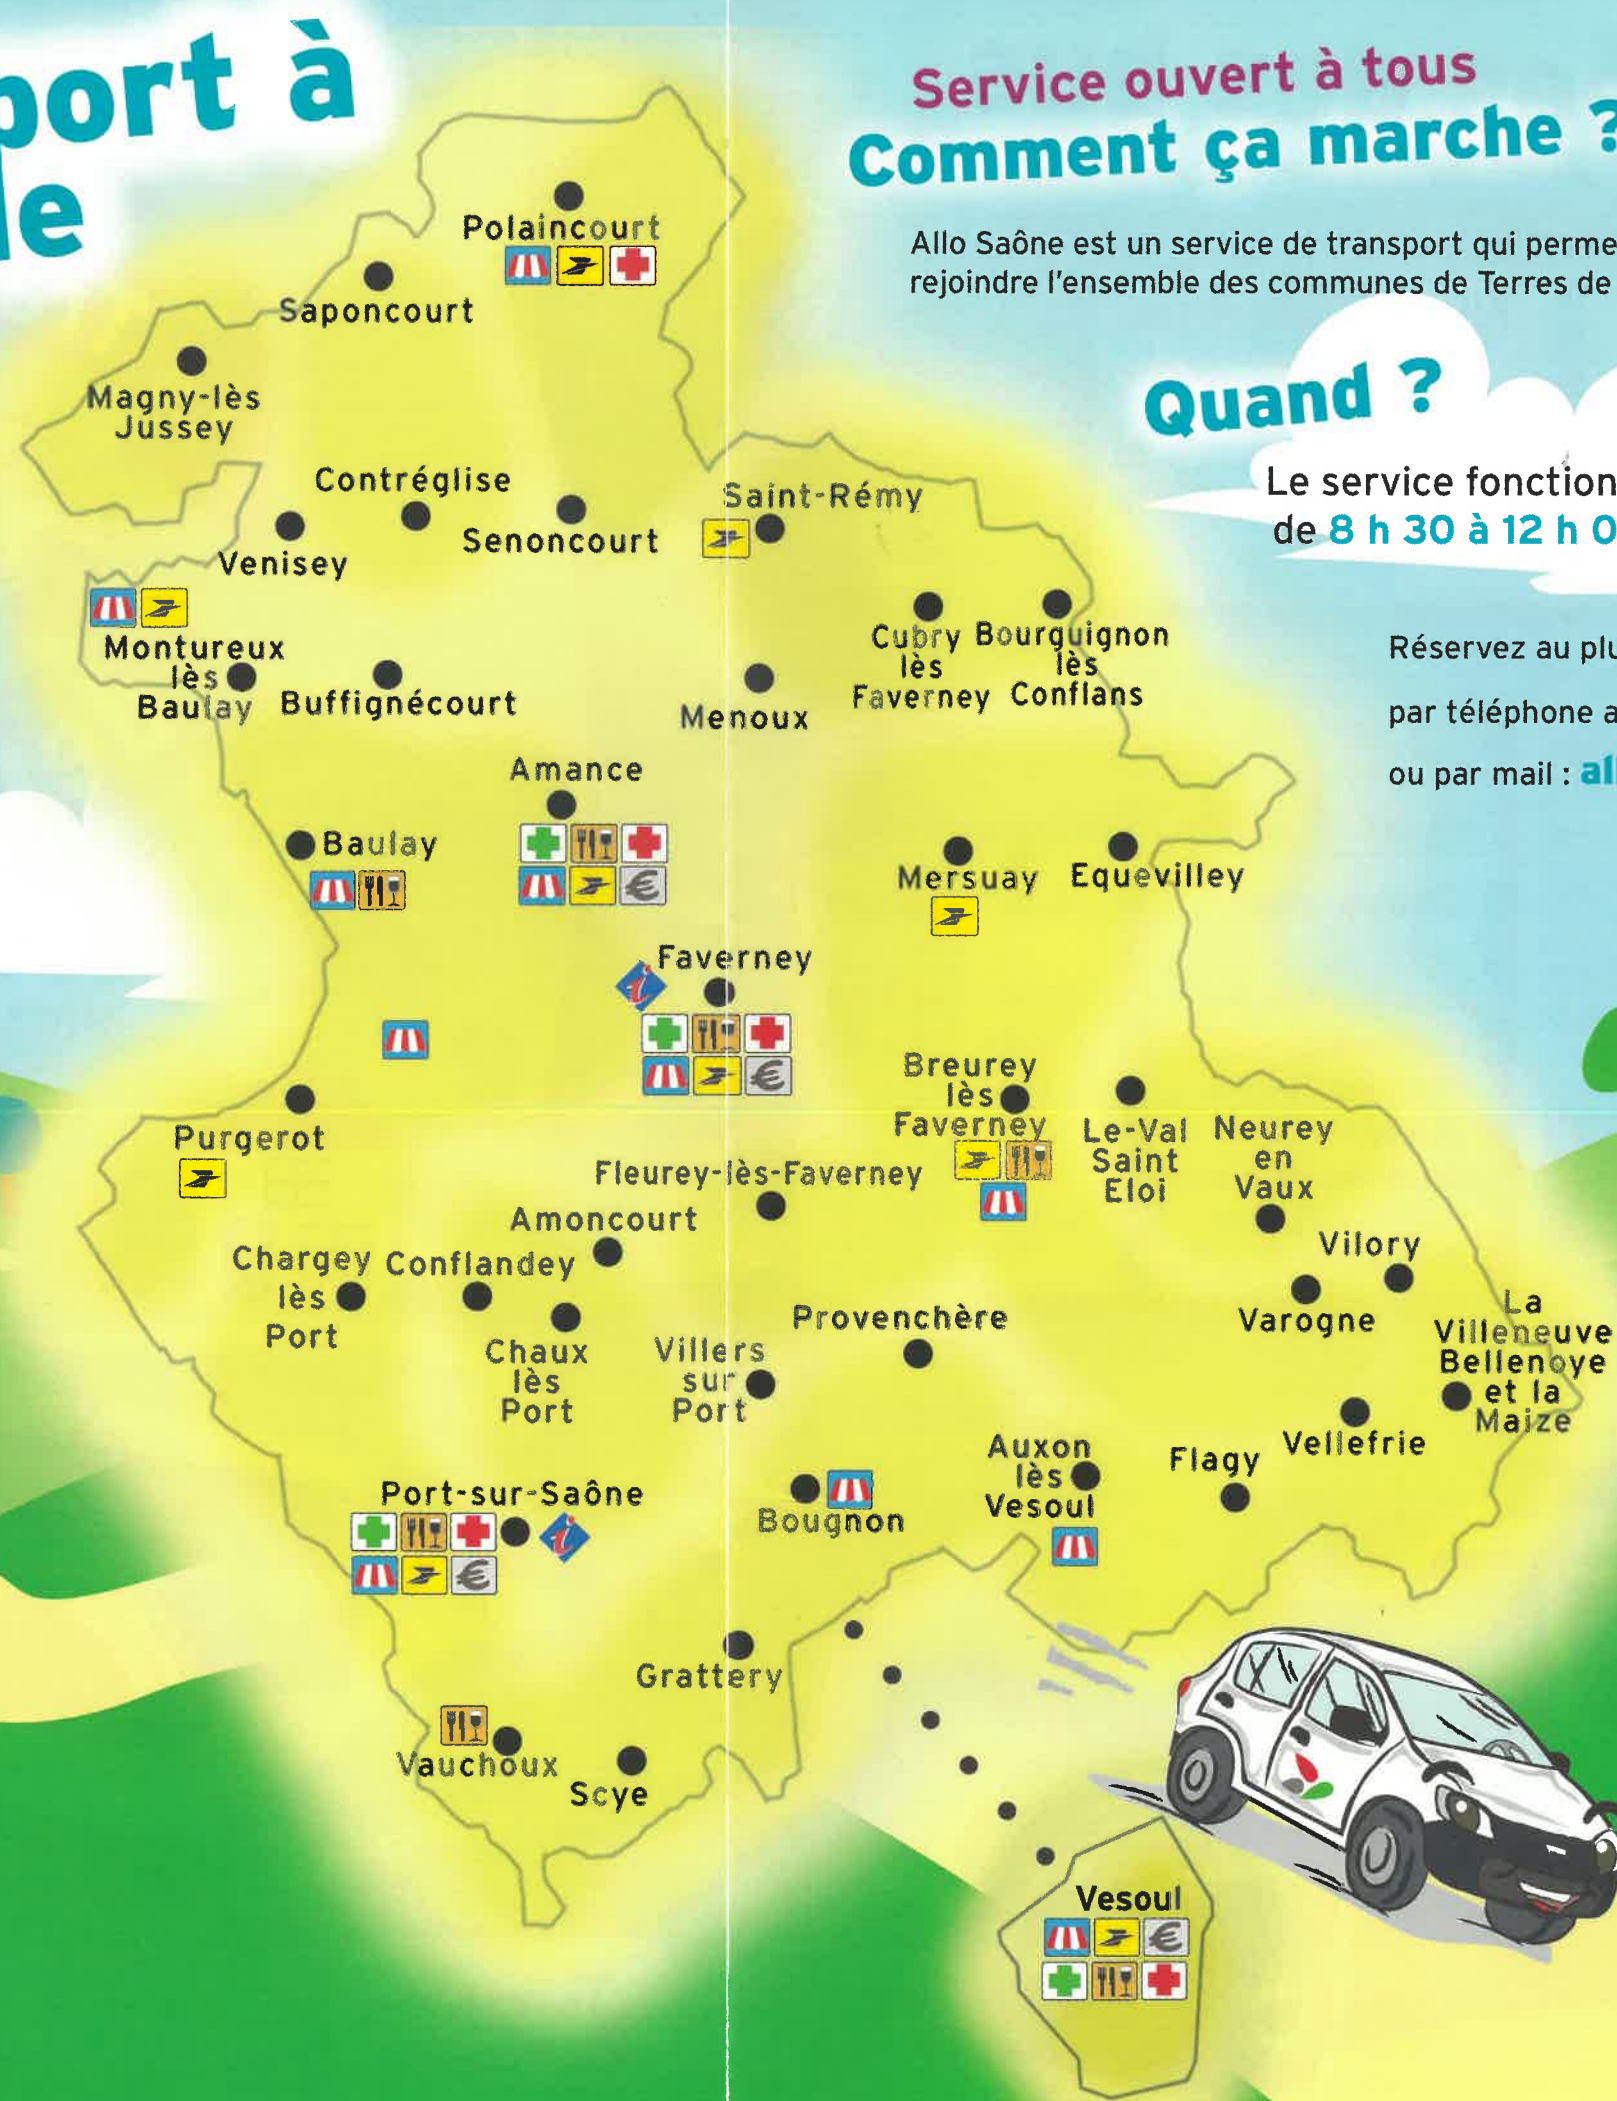 port à
le
Service ouvert à tous
Comment ça marche ?
Allo Saône est un service de transport qui perme
rejoindre l'ensemble des communes de Terres de
Quand ?
Le service fonction
de 8 h 30 à 12 h 0
Réservez au plu
par téléphone a
ou par mail : al
Polaincourt
Saponcourt
Magny-lès
Jussey
Contréglise
Senoncourt
Saint-Rémy
Venisey
Montureux
lès
Baulay
Buffignécourt
Menoux
Cubry
lès
Faverney
Bourguignon
lès
Conflans
Amance
Baulay
Mersuay
Equevilley
Faverney
Breurey
lès
Faverney
Le-Val
Saint
Eloi
Neurey
en
Vaux
Purgerot
Fleurey-lès-Faverney
Amoncourt
Chargey
lès
Port
Conflandey
Chaux
lès
Port
Villers
sur
Port
Provenchère
Vilory
Varogne
La
Villeneuve
Bellenoye
et la
Maize
Vellefrie
Flagy
Auxon
lès
Vesoul
Bougnon
Port-sur-Saône
Grattery
Vauchoux
Scye
Vesoul